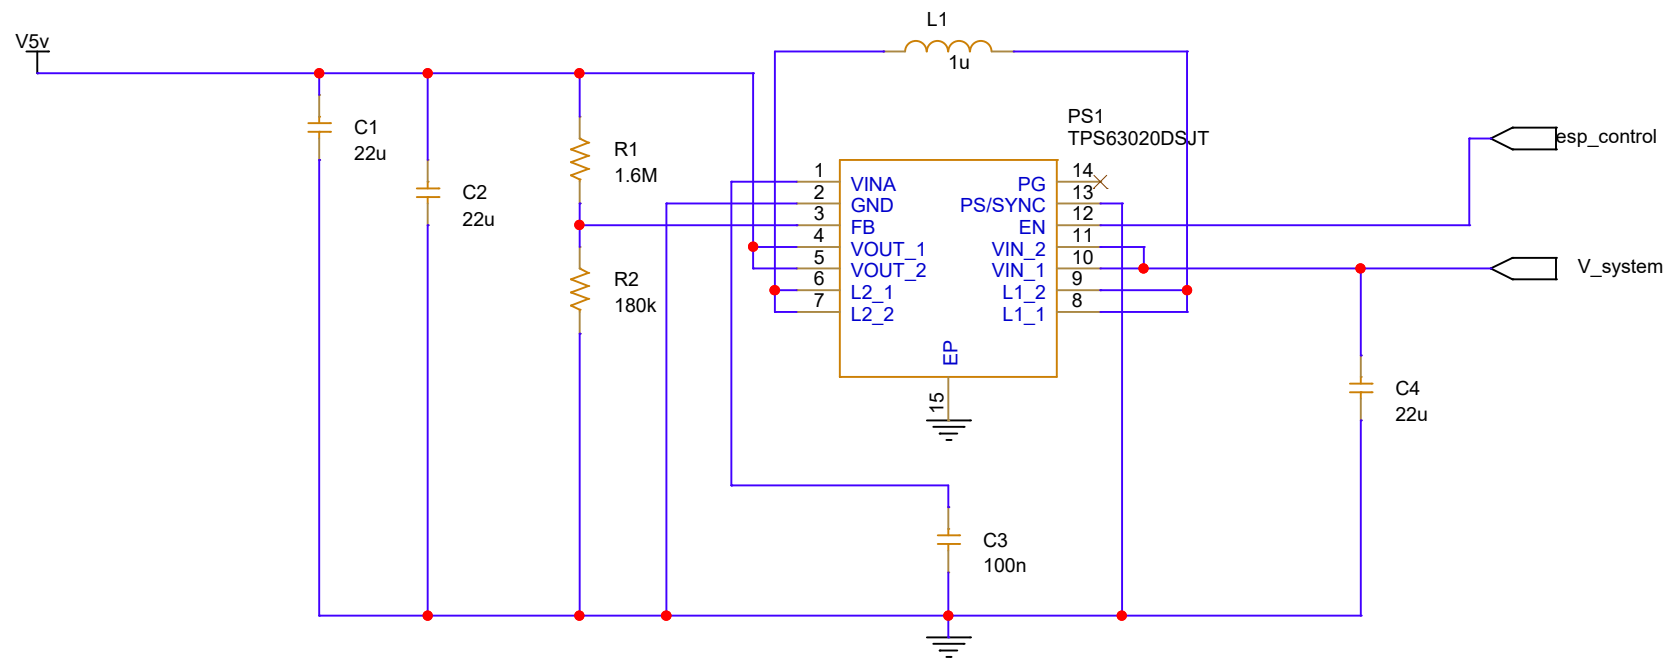 L1
1u
V5v
PS1
TPS63020DSJT
esp_control
C1
22u
R1
1.6M
C2
22u
1
2
3
4
5
6
7
VINA
GND
FB
VOUT_1
VOUT_2
L2_1
L2_2
PG
PS/SYNC
EN
VIN_2
VIN_1
L1_2
L1_1
14
13
12
11
10
9
8
V_system
R2
180k
EP
15
C4
22u
C3
100n